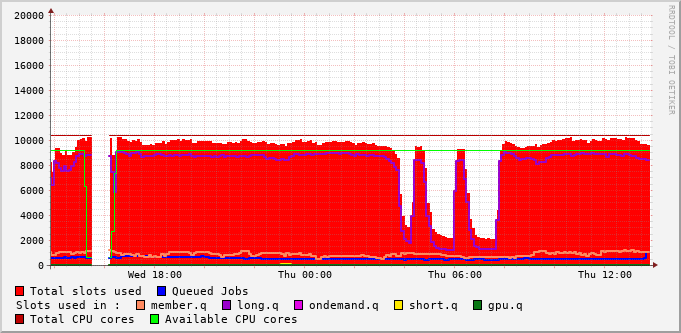 20000
18000
16000
14000
12000
10000
8000
6000
4000
2000
0
Wed 18:00 Thu 00:00 Thu 06:00 Thu 12:00
RRDTOOL / TOBI OETIKER
Total slots used Queued Jobs
Slots used in : member.q long.q ondemand.q short.q gpu.q
Total CPU cores Available CPU cores